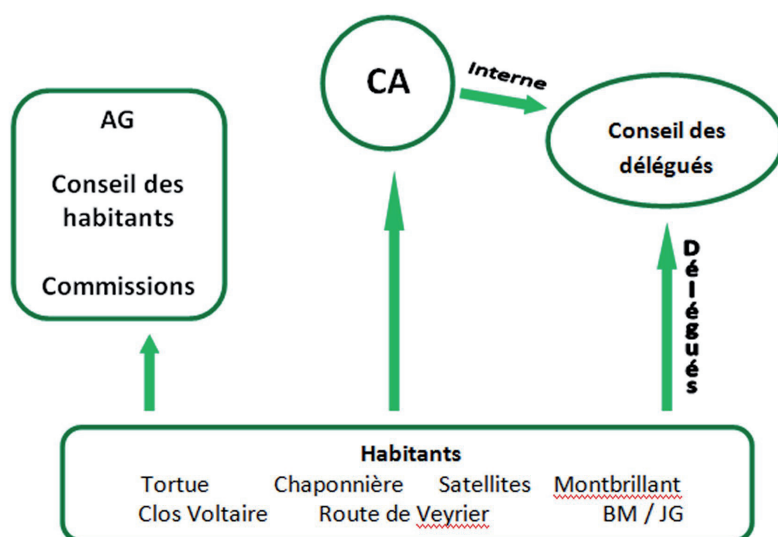 AG
Conseil des
habitants
Commissions
CA
Interne
Conseil des
délégués
Délégués
Habitants
Tortue Chaponnière Satellites Montbrillant
Clos Voltaire Route de Veyrier BM / JG